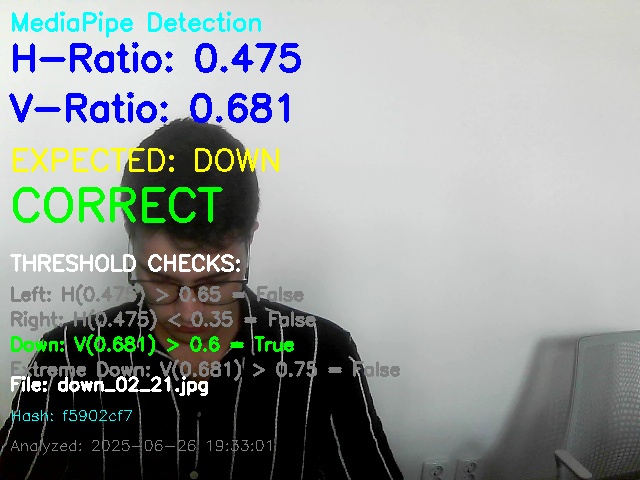 MediaPipe Detection
H-Ratio: 0.475
V-Ratio: 0.681
EXPECTED: DOWN
CORRECT
THRESHOLD CHECKS:
Left: H(0.475) > 0.65 = False
Right: H(0.475) < 0.35 = False
Down: V(0.681) > 0.6 = True
Extreme Down: V(0.681) > 0.75 = False
File: down_02_21.jpg
Hash: f5902cf7
Analyzed: 2025-06-26 19:33:01